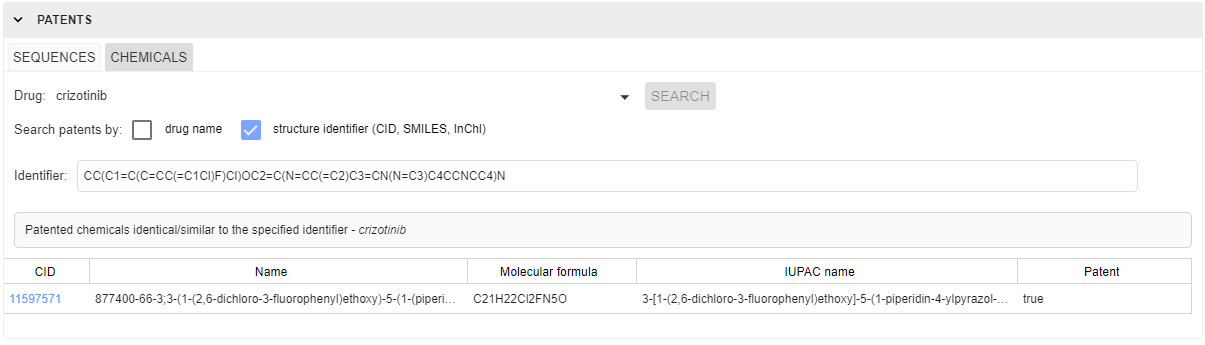 PATENTS
SEQUENCES CHEMICALS
Drug: crizotinib SEARCH
Search patents by: drug name structure identifier (CID, SMILES, InChI)
Identifier: CC(C1=C(C=CC(=C1Cl)F)Cl)OC2=C(N=CC(=C2)C3=CN(N=C3)C4CCNCC4)N
Patented chemicals identical/similar to the specified identifier - crizotinib
CID Name Molecular formula IUPAC name Patent
11597571 877400-66-3;3-(1-(2,6-dichloro-3-fluorophenyl)ethoxy)-5-(1-(piperi... C21H22Cl2FN5O 3-[1-(2,6-dichloro-3-fluorophenyl)ethoxy]-5-(1-piperidin-4-ylpyrazol-... true